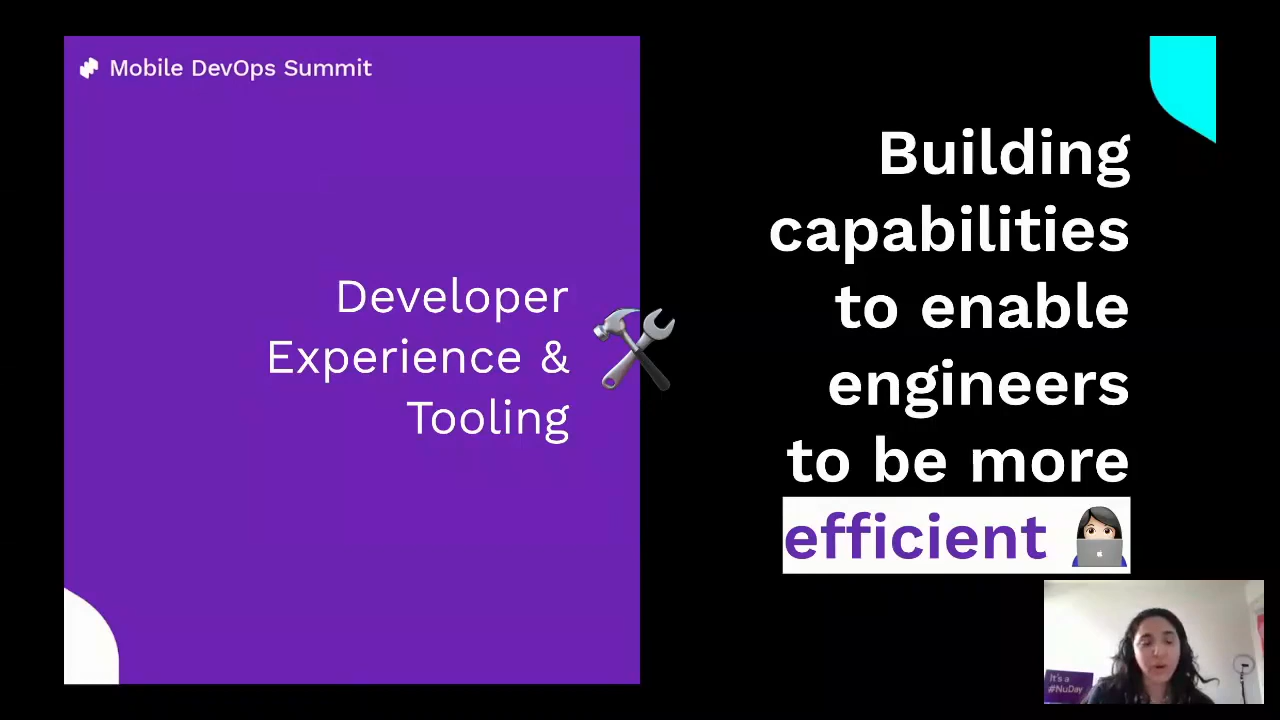 Mobile DevOps Summit
Developer
Experience &
Tooling
Building
capabilities
to enable
engineers
to be more
efficient
It's a
#NuDay